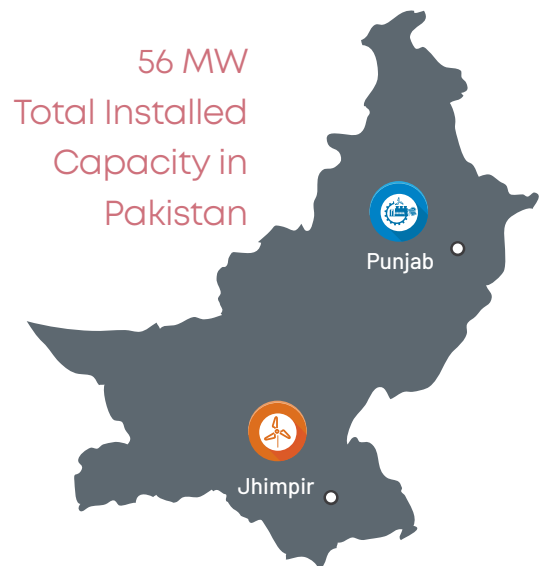 56 MW
Total Installed
Capacity in
Pakistan
Punjab
Jhimpir